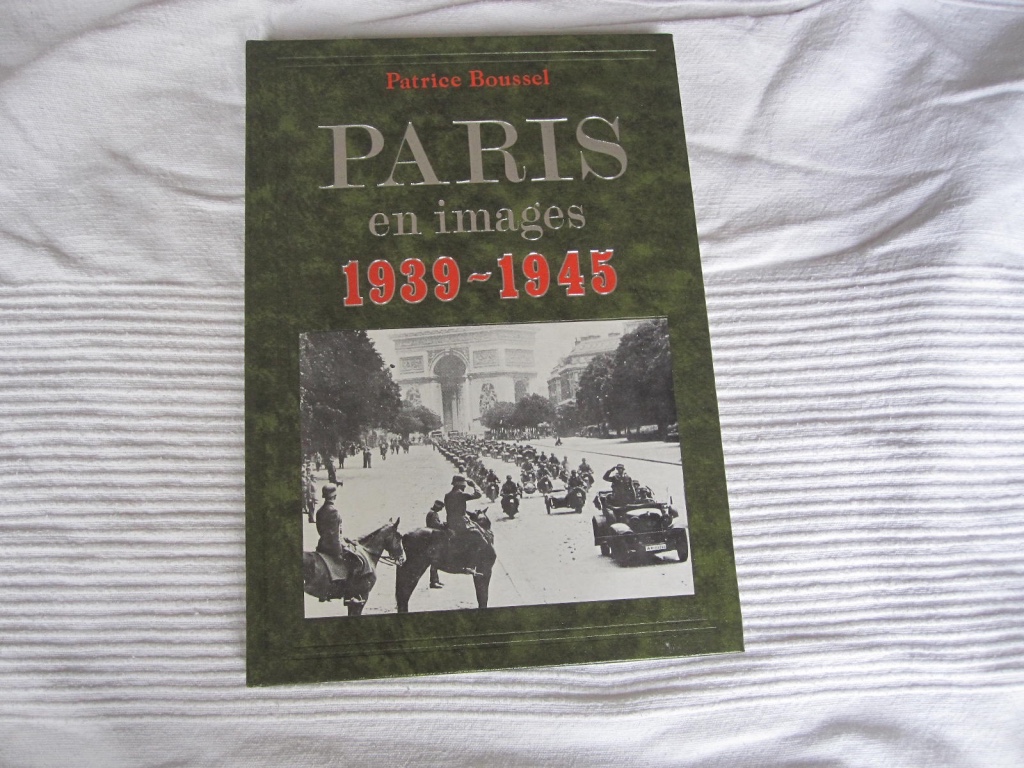 Patrice Boussel
PARIS
en images
1939~1945